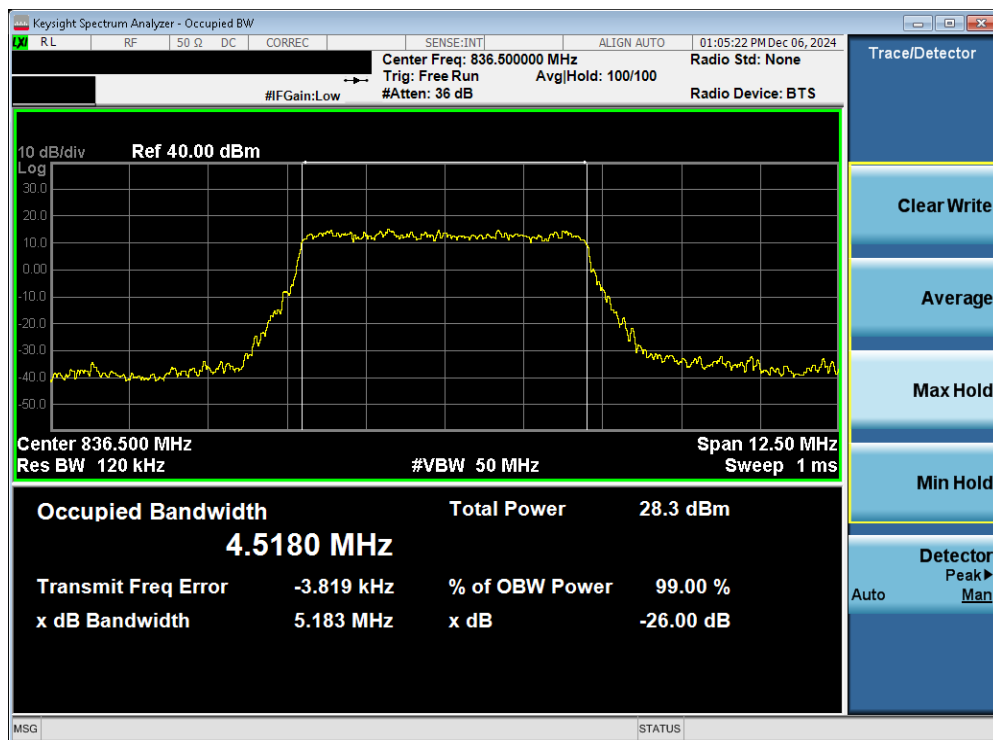 Keysight Spectrum Analyzer - Occupied BW
LXI RL RF 50 Ω DC CORREC SENSE:INT ALIGN AUTO 01:05:22 PM Dec 06, 2024
Center Freq: 836.500000 MHz Radio Std: None
Trig: Free Run Avg|Hold: 100/100
#IFGain:Low #Atten: 36 dB Radio Device: BTS
10 dB/div Ref 40.00 dBm
Log
30.0
20.0
10.0
0.00
-10.0
-20.0
-30.0
-40.0
-50.0
Center 836.500 MHz Span 12.50 MHz
Res BW 120 kHz #VBW 50 MHz Sweep 1 ms
Occupied Bandwidth Total Power 28.3 dBm
4.5180 MHz
Transmit Freq Error -3.819 kHz % of OBW Power 99.00 %
x dB Bandwidth 5.183 MHz x dB -26.00 dB
MSG STATUS
Trace/Detector
Clear Write
Average
Max Hold
Min Hold
Detector
Peak▶
Auto Man